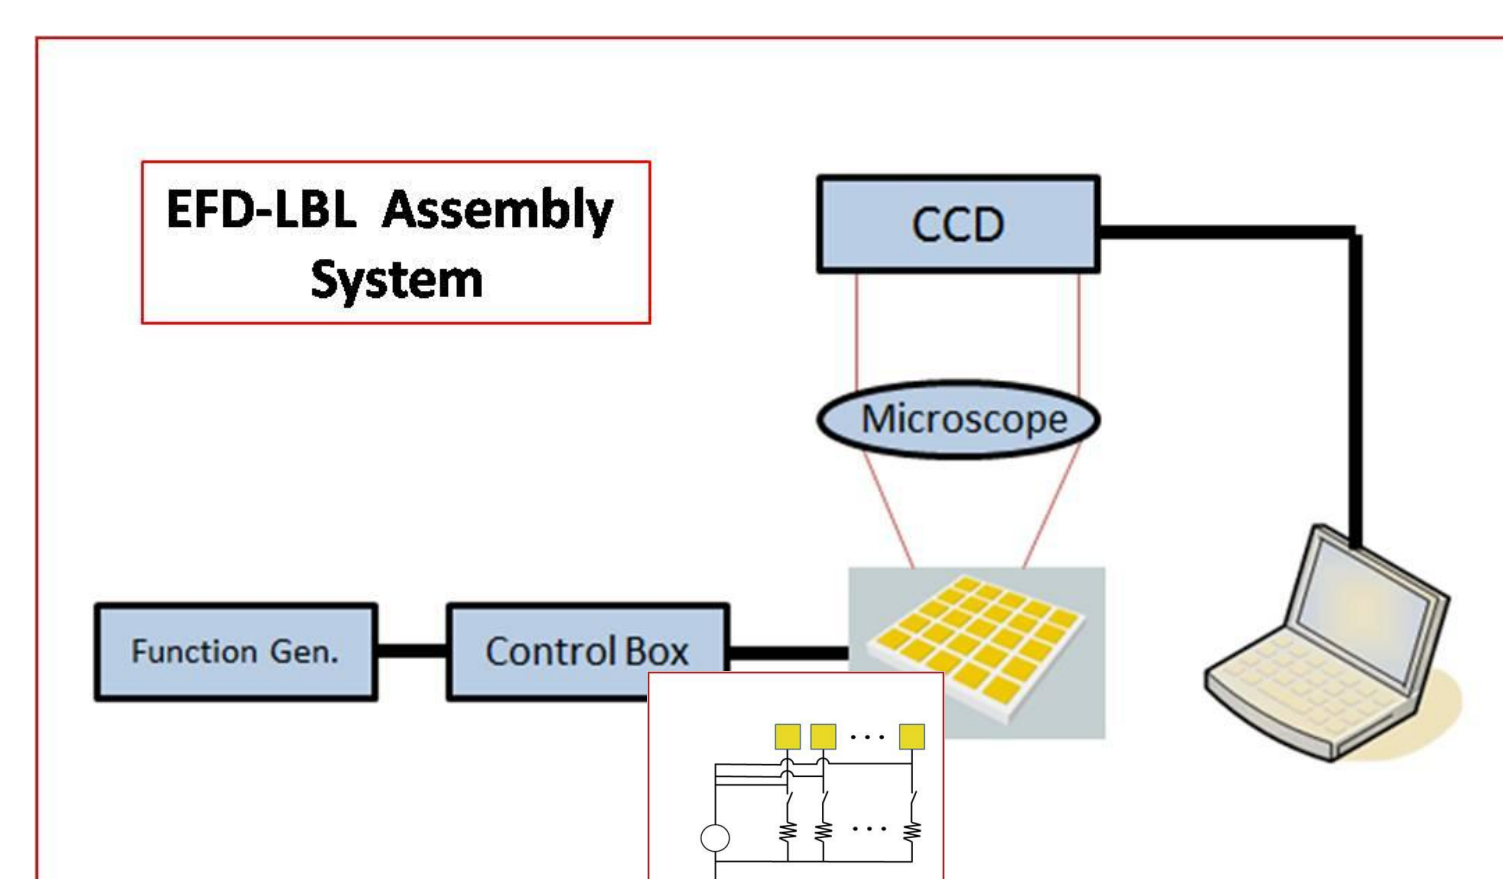 EFD-LBL Assembly
System
CCD
Microscope
Function Gen.
Control Box